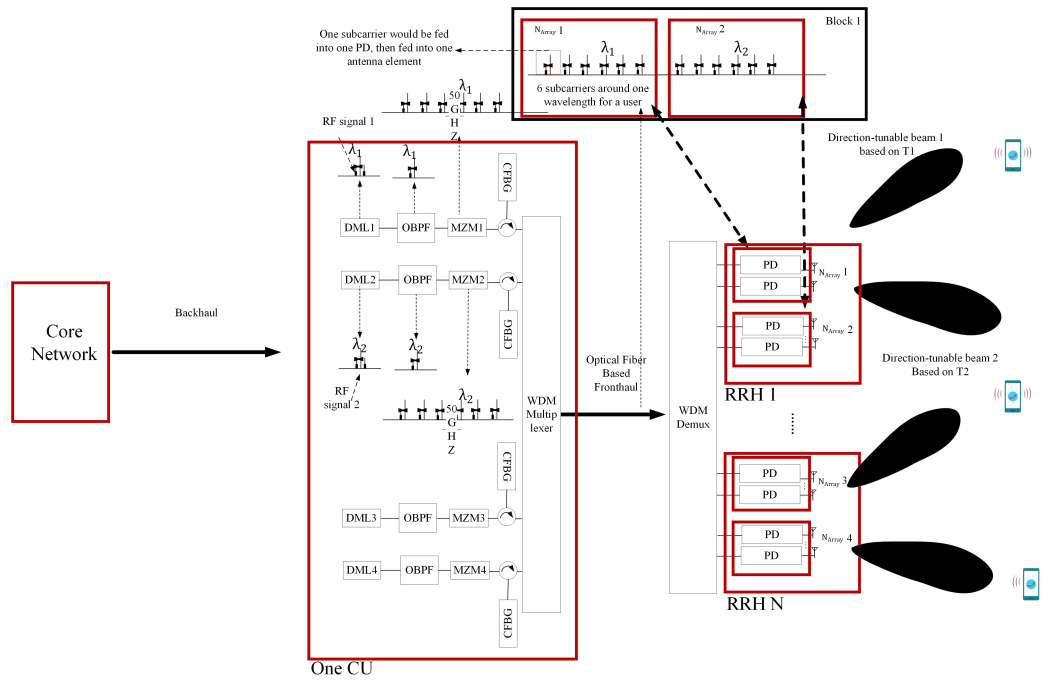 Block 1
N_Array 1
N_Array 2
λ1
λ2
One subcarrier would be fed
into one PD, then fed into one
antenna element
6 subcarriers around one
wavelength for a user
λ1
50
G
H
Z
RF signal 1
λ1
λ1
CFBG
DML1
OBPF
MZM1
DML2
OBPF
MZM2
CFBG
λ2
λ2
RF
signal 2
λ2
50
G
H
Z
CFBG
DML3
OBPF
MZM3
DML4
OBPF
MZM4
CFBG
WDM
Multip
lexer
One CU
Core
Network
Backhaul
Optical Fiber
Based
Fronthaul
WDM
Demux
PD
PD
N_Array 1
PD
PD
N_Array 2
RRH 1
PD
PD
N_Array 3
PD
PD
N_Array 4
RRH N
Direction-tunable beam 1
based on T1
Direction-tunable beam 2
Based on T2